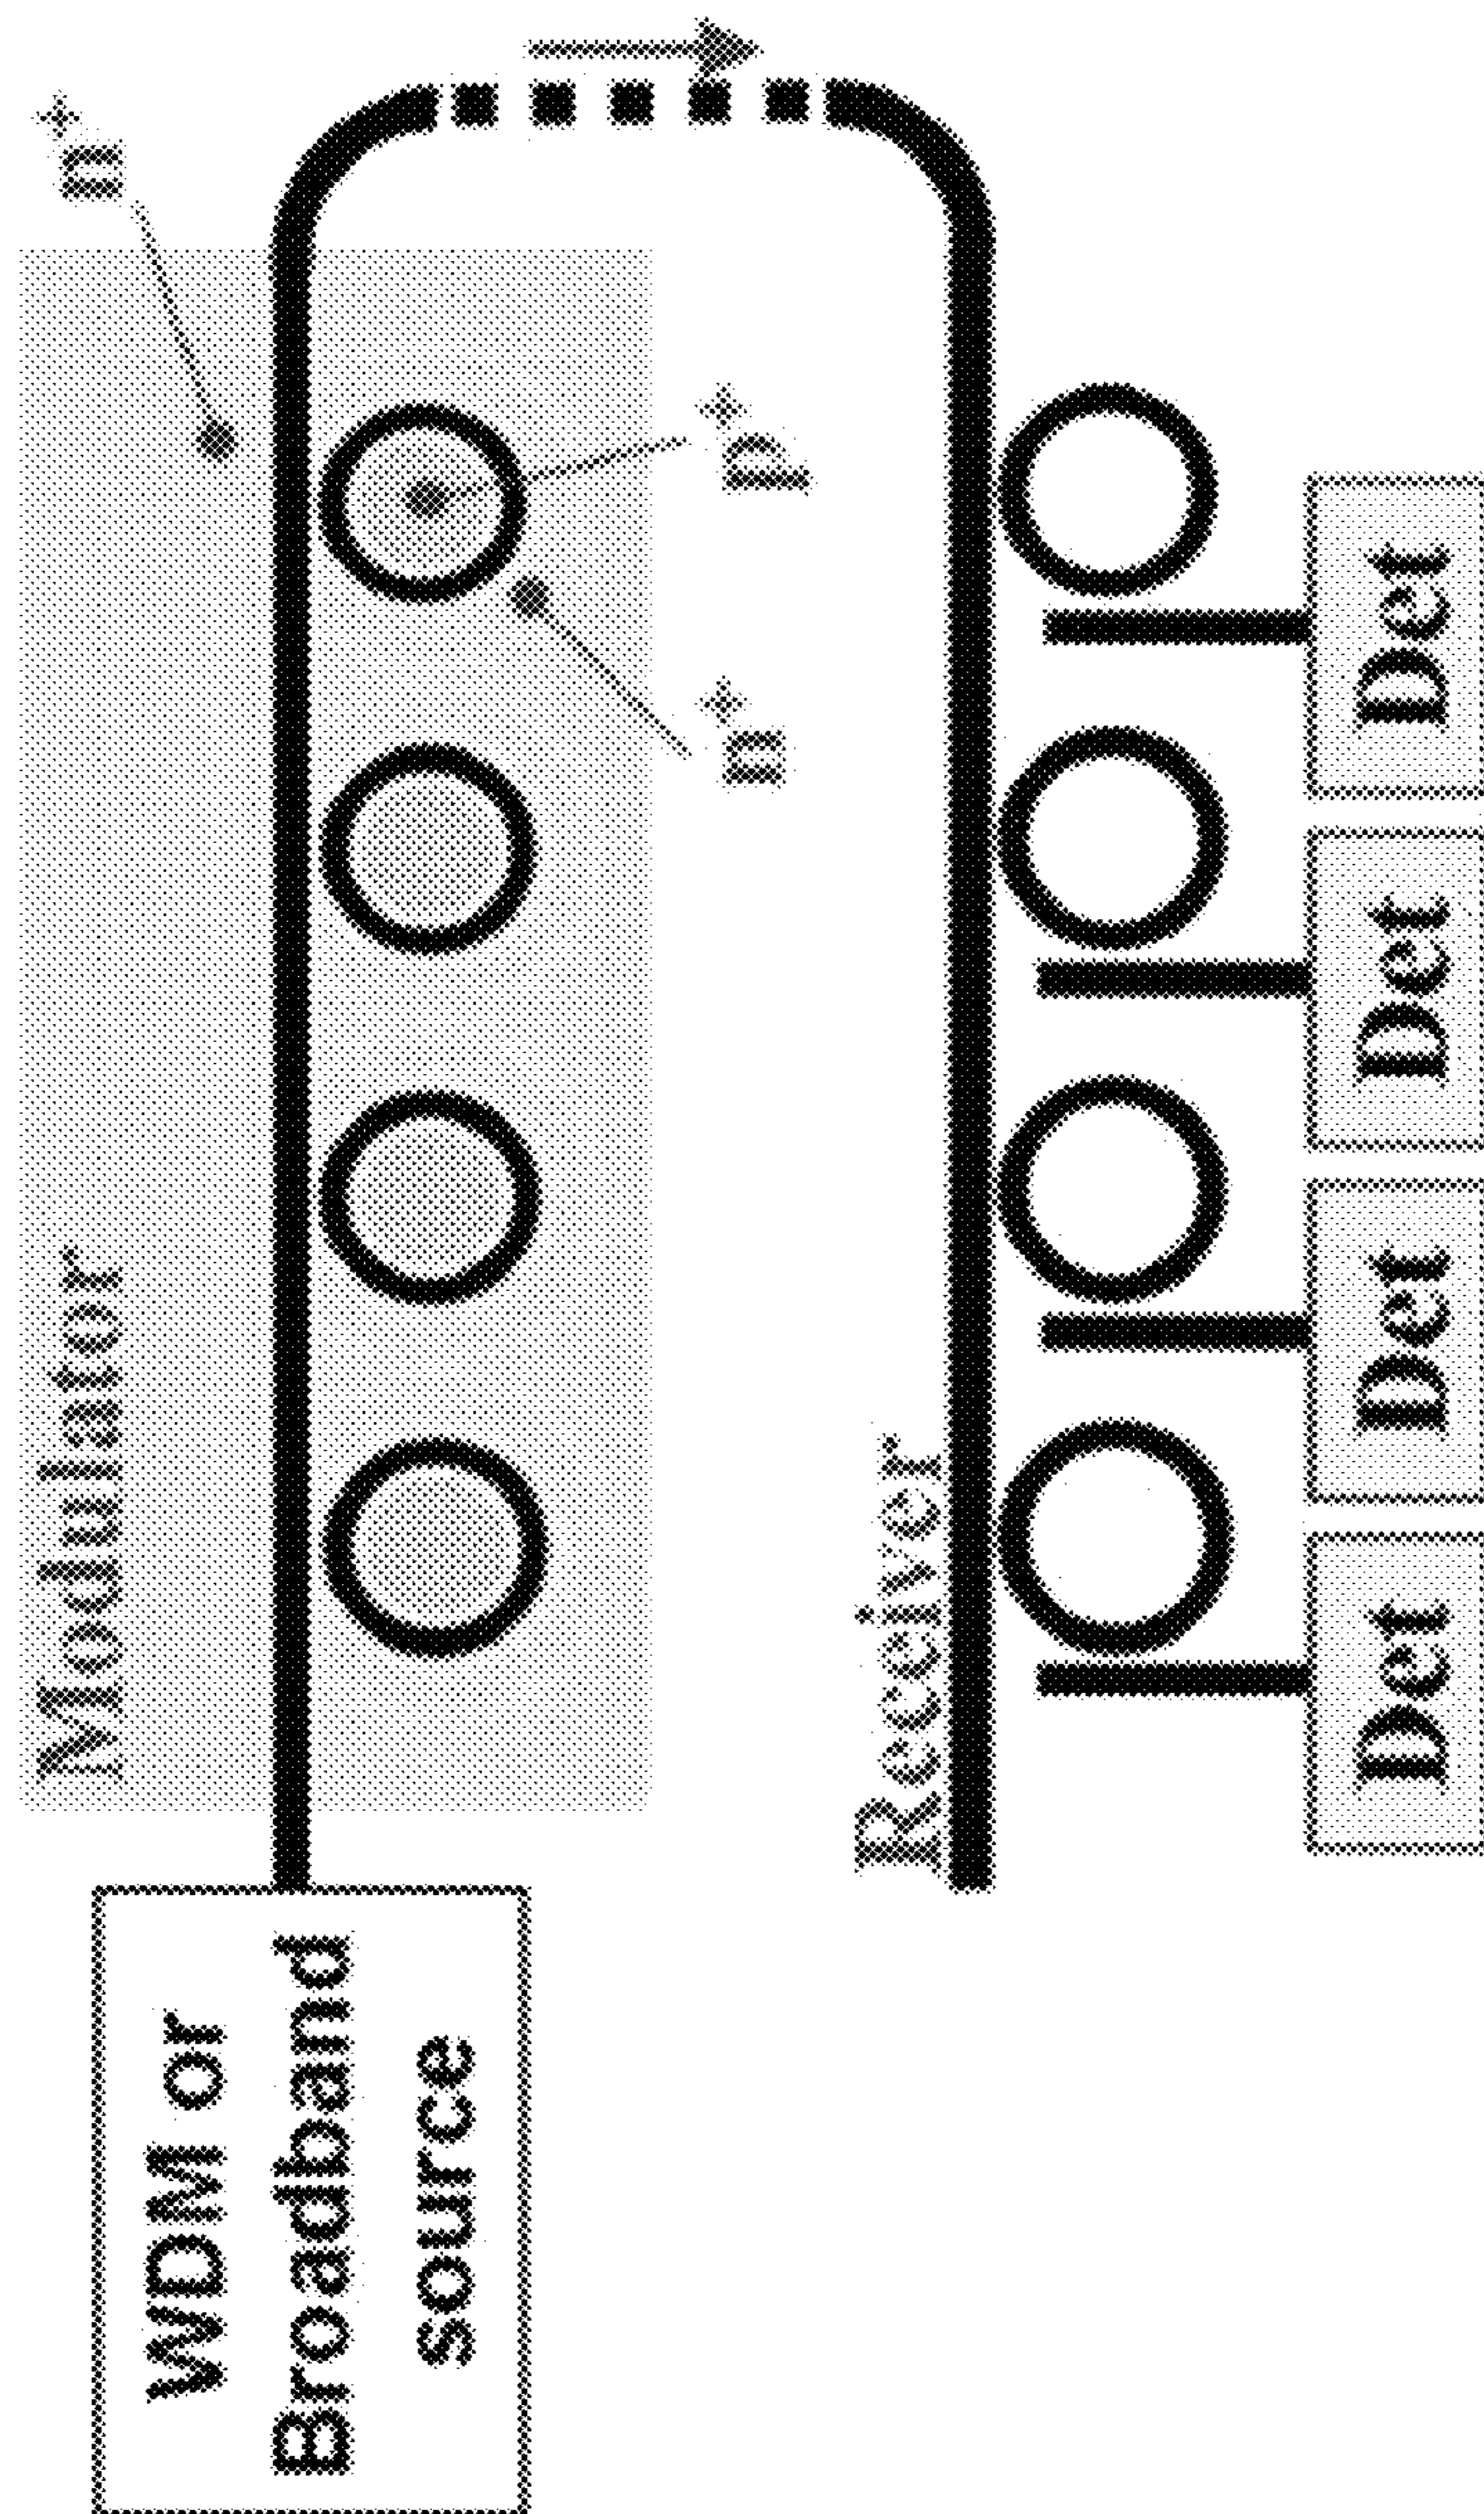 Modulator
n+
WDM or
Broadband
source
n+
p+
Receiver
Det
Det
Det
Det